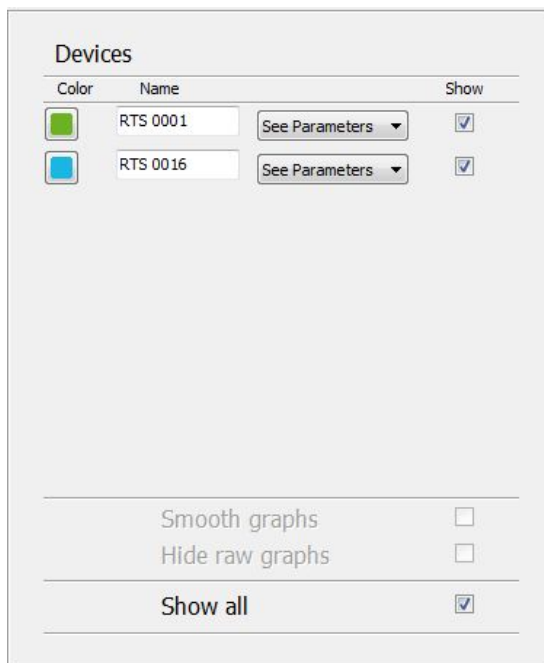 Devices
Color Name Show
RTS 0001 See Parameters
RTS 0016 See Parameters
Smooth graphs
Hide raw graphs
Show all